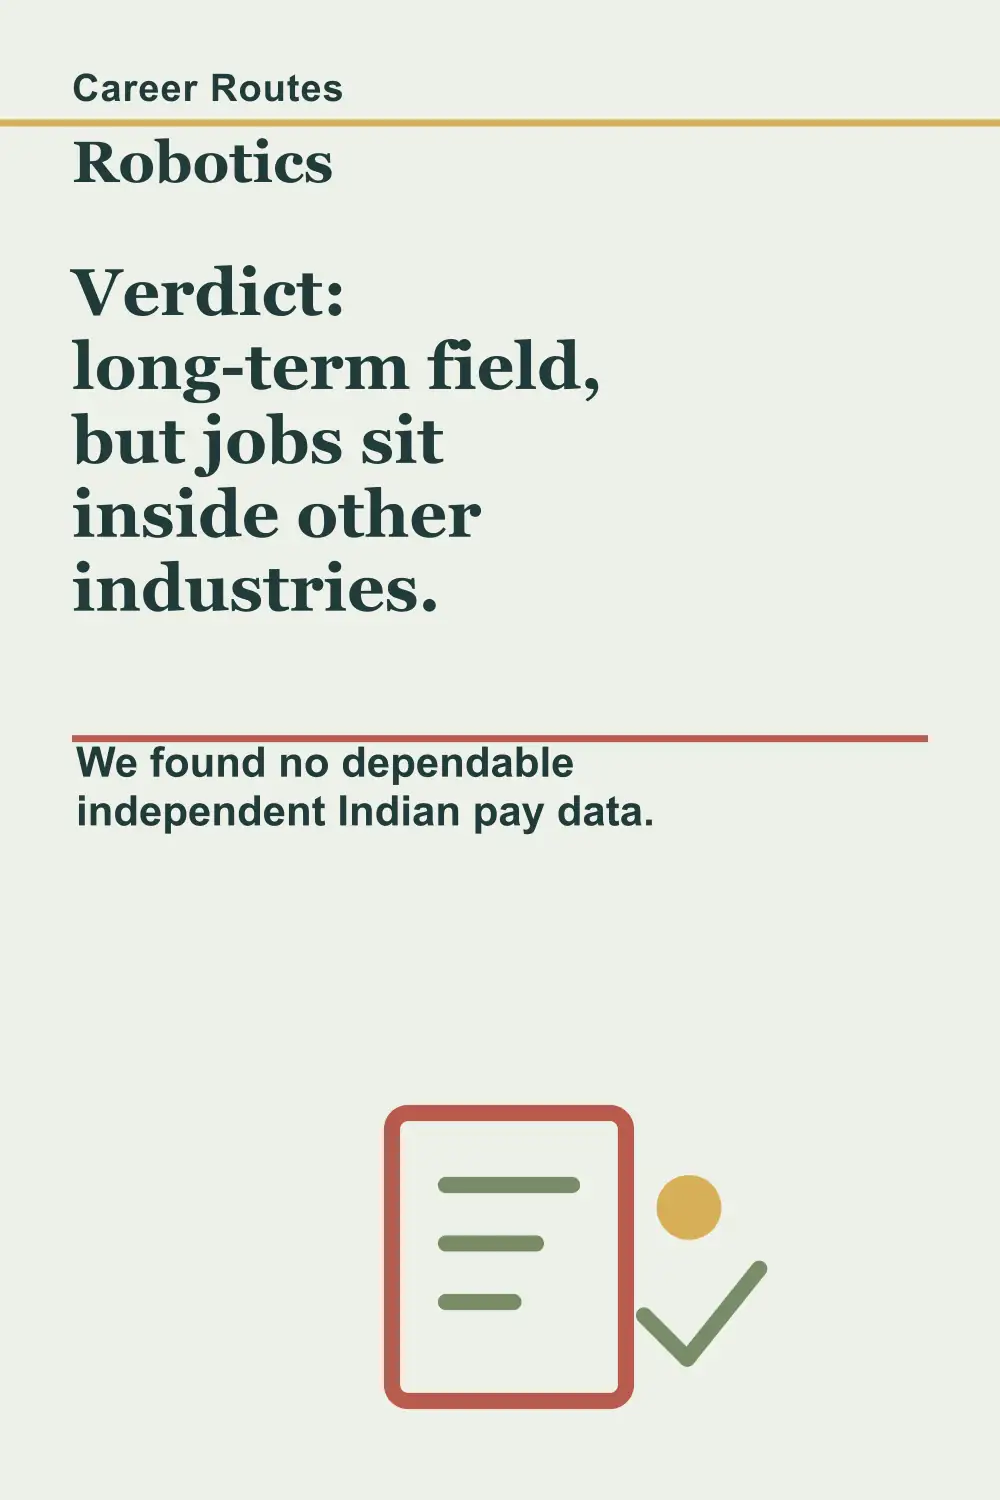 Career Routes
Robotics
Verdict:
long-term field,
but jobs sit
inside other
industries.
We found no dependable
independent Indian pay data.